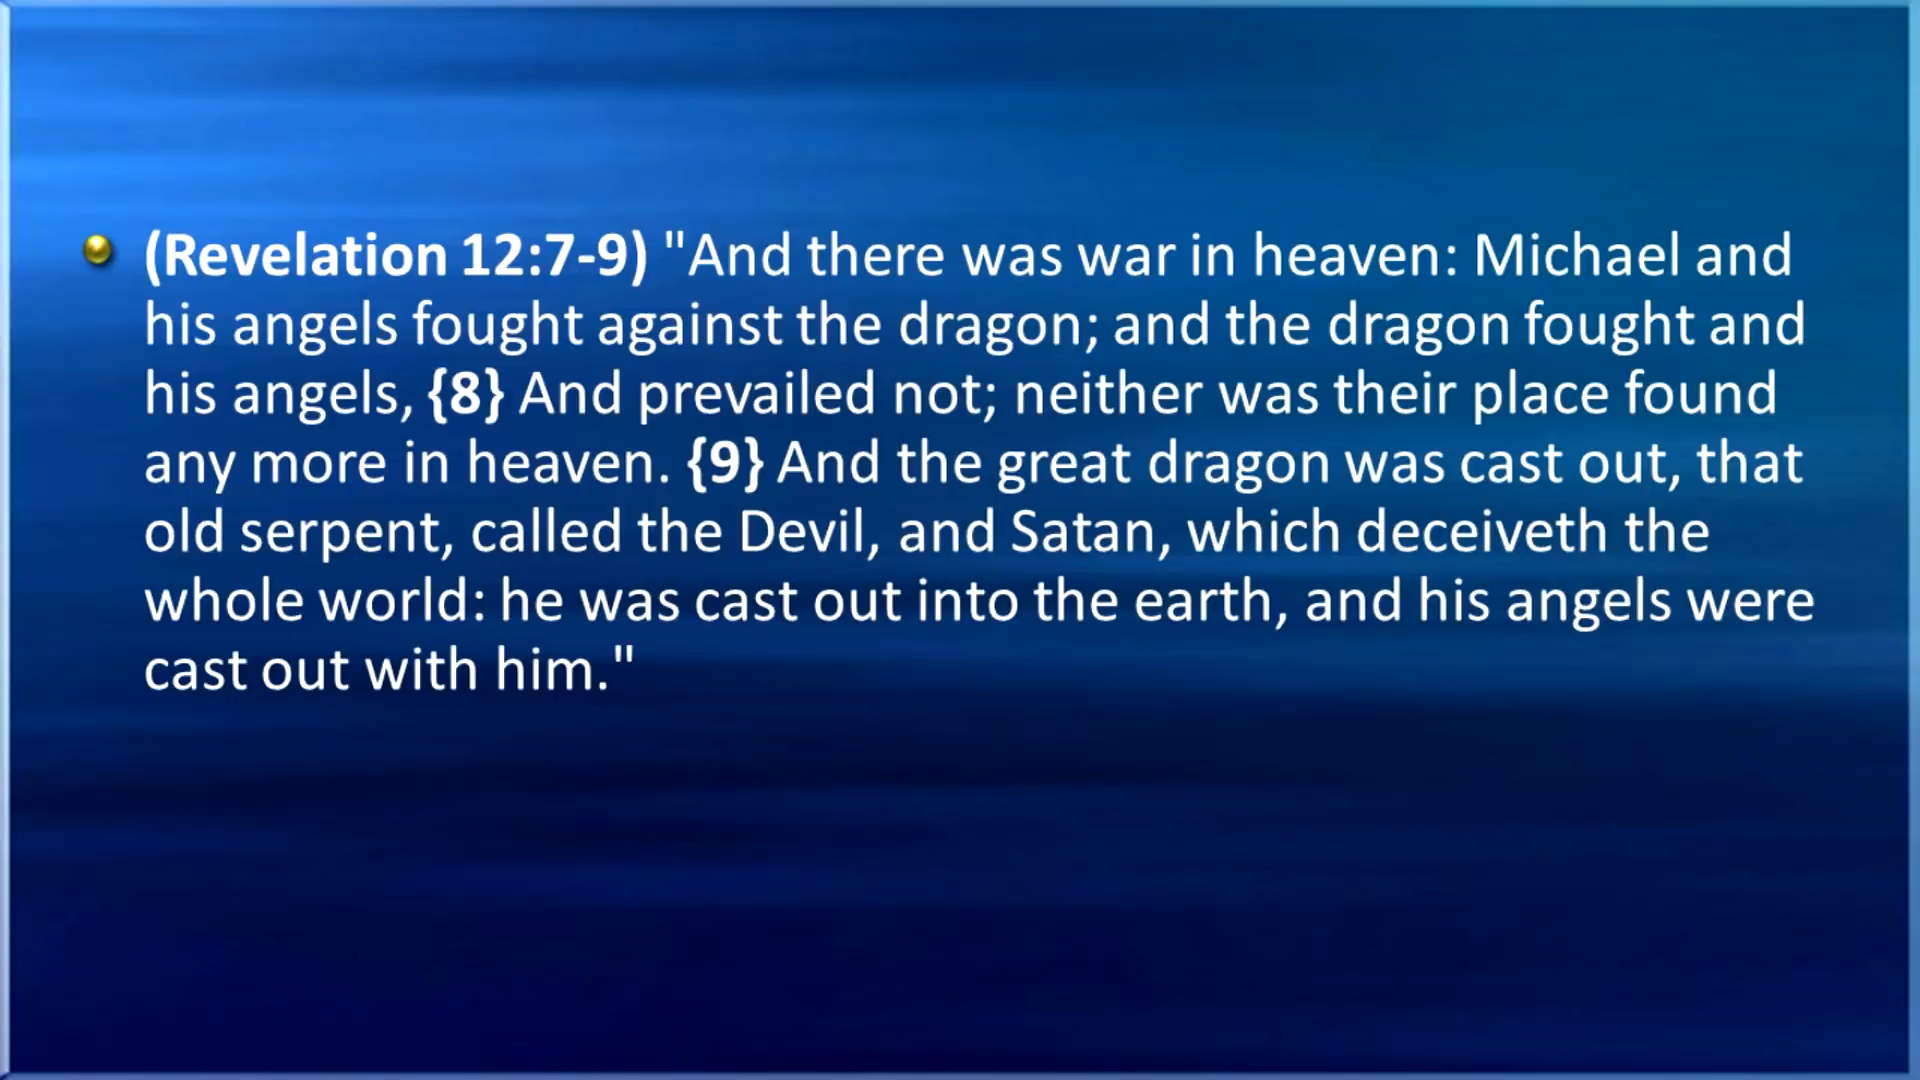 (Revelation 12:7-9) "And there was war in heaven: Michael and
his angels fought against the dragon; and the dragon fought and
his angels, {8} And prevailed not; neither was their place found
any more in heaven. {9} And the great dragon was cast out, that
old serpent, called the Devil, and Satan, which deceiveth the
whole world: he was cast out into the earth, and his angels were
cast out with him."